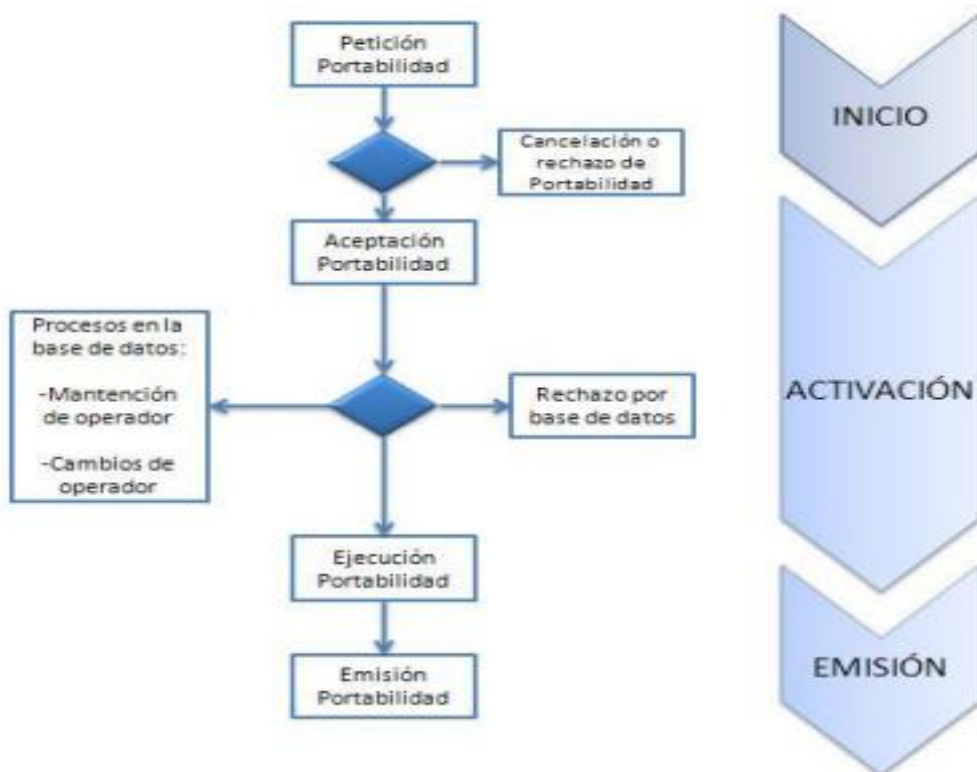 Petición
Portabilidad
INICIO
Cancelación o
rechazo de
Portabilidad
Aceptación
Portabilidad
Procesos en la
base de datos:
-Mantención
de operador
-Cambios de
operador
Rechazo por
base de datos
ACTIVACIÓN
Ejecución
Portabilidad
Emisión
Portabilidad
EMISIÓN